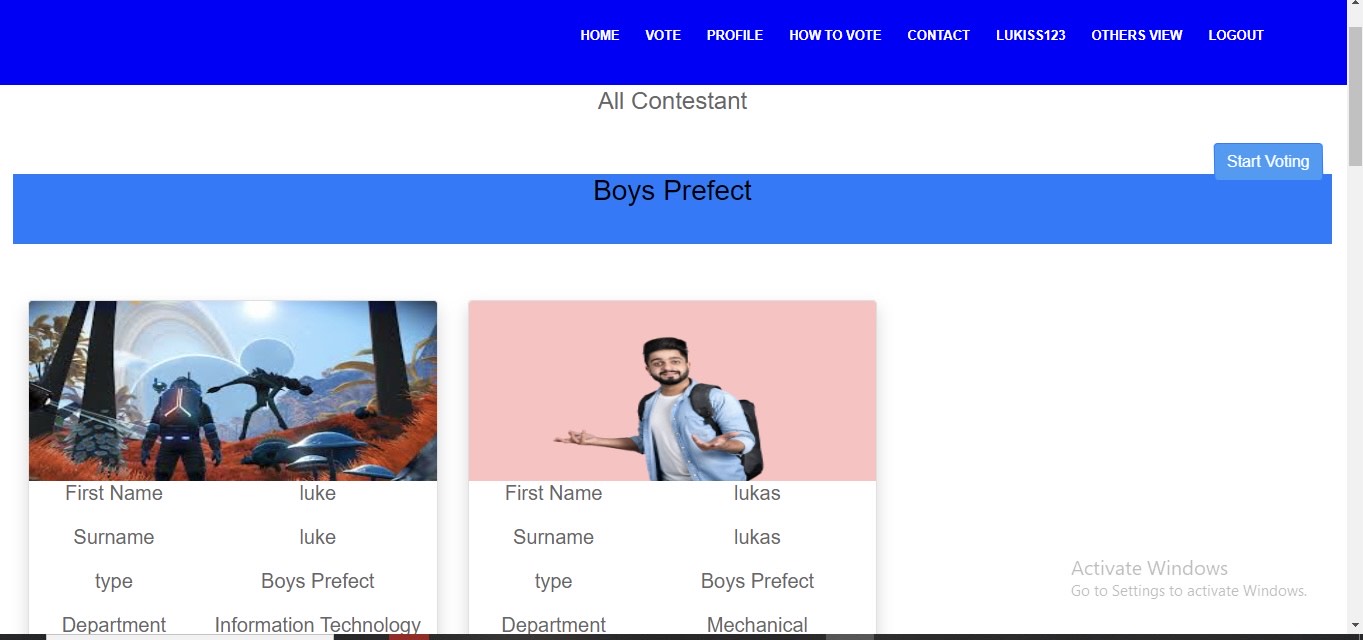 HOME VOTE PROFILE HOW TO VOTE CONTACT LUKISS123 OTHERS VIEW LOGOUT
All Contestant
Start Voting
Boys Prefect
First Name luke
Surname luke
type Boys Prefect
Department Information Technology
First Name lukas
Surname lukas
type Boys Prefect
Department Mechanical
Activate Windows
Go to Settings to activate Windows.